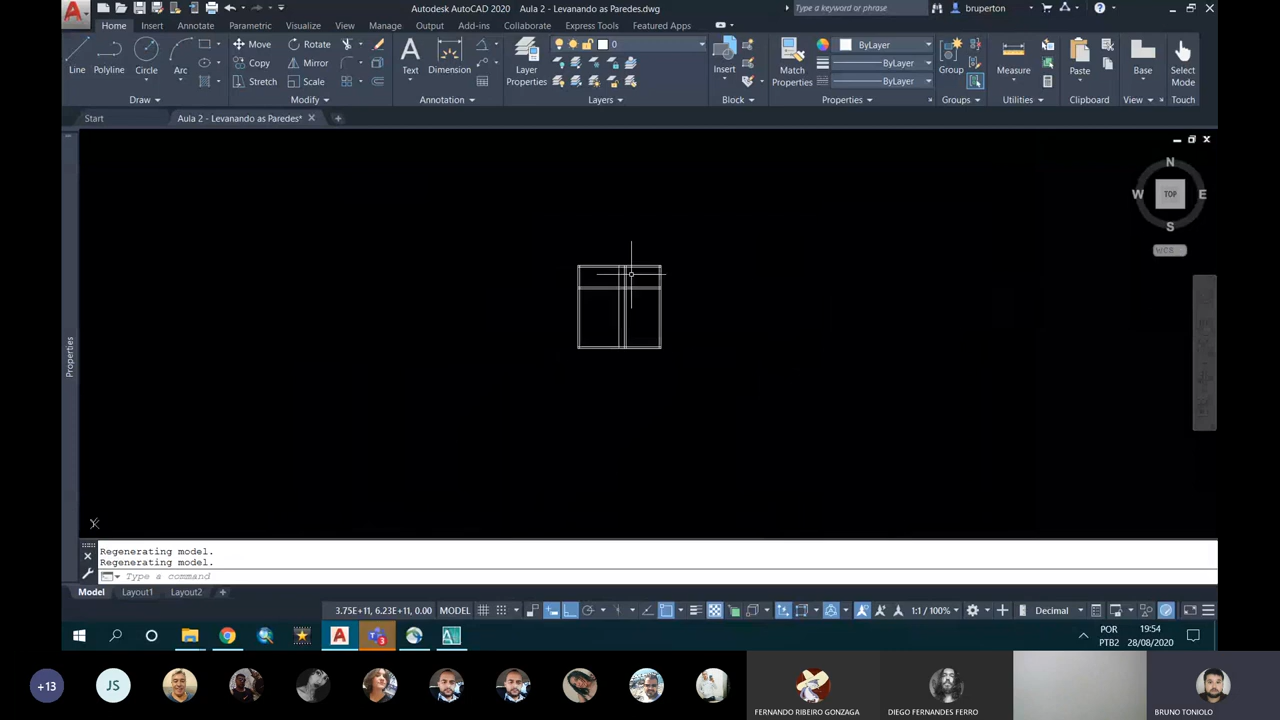 Autodesk AutoCAD 2020 Aula 2 - Levanando as Paredes.dwg
Type a keyword or phrase
bruperton
Home Insert Annotate Parametric View Manage Output Add-ins Collaborate Express Tools Featured Apps
Line Polyline Circle Arc
Move Rotate
Copy Mirror
Stretch Scale
Text Dimension
Layer Properties
0
Insert
Match Properties
ByLayer
ByLayer
ByLayer
Group
Measure
Paste
Base
Select Mode
Draw Modify Annotation Layers Block Properties Groups Utilities Clipboard View Touch
Start Aula 2 - Levanando as Paredes*
N
W TOP E
S
WCS
Properties
Y X
Regenerating model.
Regenerating model.
Type a command
Model Layout1 Layout2
3.75E+11, 6.23E+11, 0.00 MODEL 1:1 / 100% Decimal
3
POR
PTB2
19:54
28/08/2020
+13 JS
FERNANDO RIBEIRO GONZAGA DIEGO FERNANDES FERRO BRUNO TONIOLO